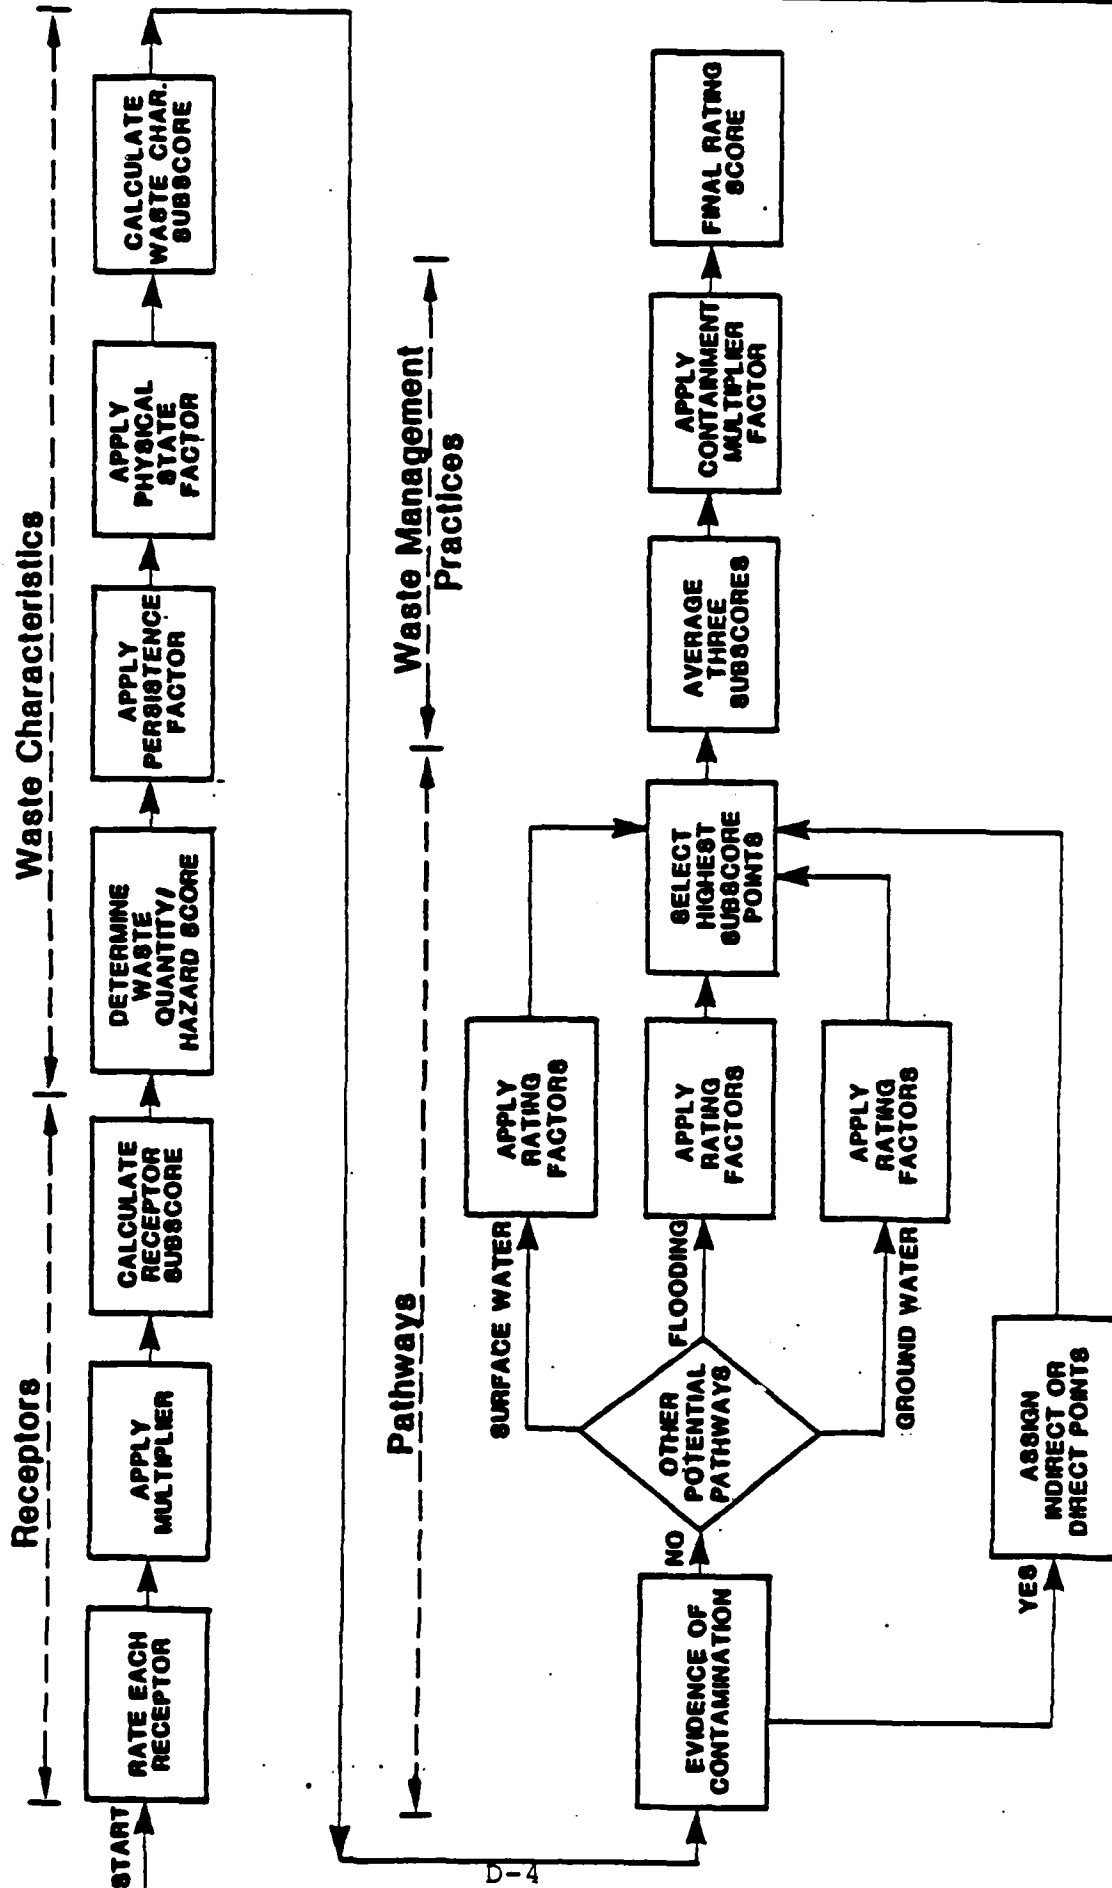 Receptors
Waste Characteristics
START
RATE EACH
RECEPTOR
APPLY
MULTIPLIER
CALCULATE
RECEPTOR
SUBSCORE
DETERMINE
WASTE
QUANTITY/
HAZARD SCORE
APPLY
PERSISTENCE
FACTOR
APPLY
PHYSICAL
STATE
FACTOR
CALCULATE
WASTE CHAR.
SUBSCORE
Pathways
Waste Management
Practices
EVIDENCE OF
CONTAMINATION
NO
YES
OTHER
POTENTIAL
PATHWAYS
SURFACE WATER
FLOODING
GROUND WATER
APPLY
RATING
FACTORS
APPLY
RATING
FACTORS
APPLY
RATING
FACTORS
ASSIGN
INDIRECT OR
DIRECT POINTS
SELECT
HIGHEST
SUBSCORE
POINTS
AVERAGE
THREE
SUBSCORES
APPLY
CONTAINMENT
MULTIPLIER
FACTOR
FINAL RATING
SCORE
D-4